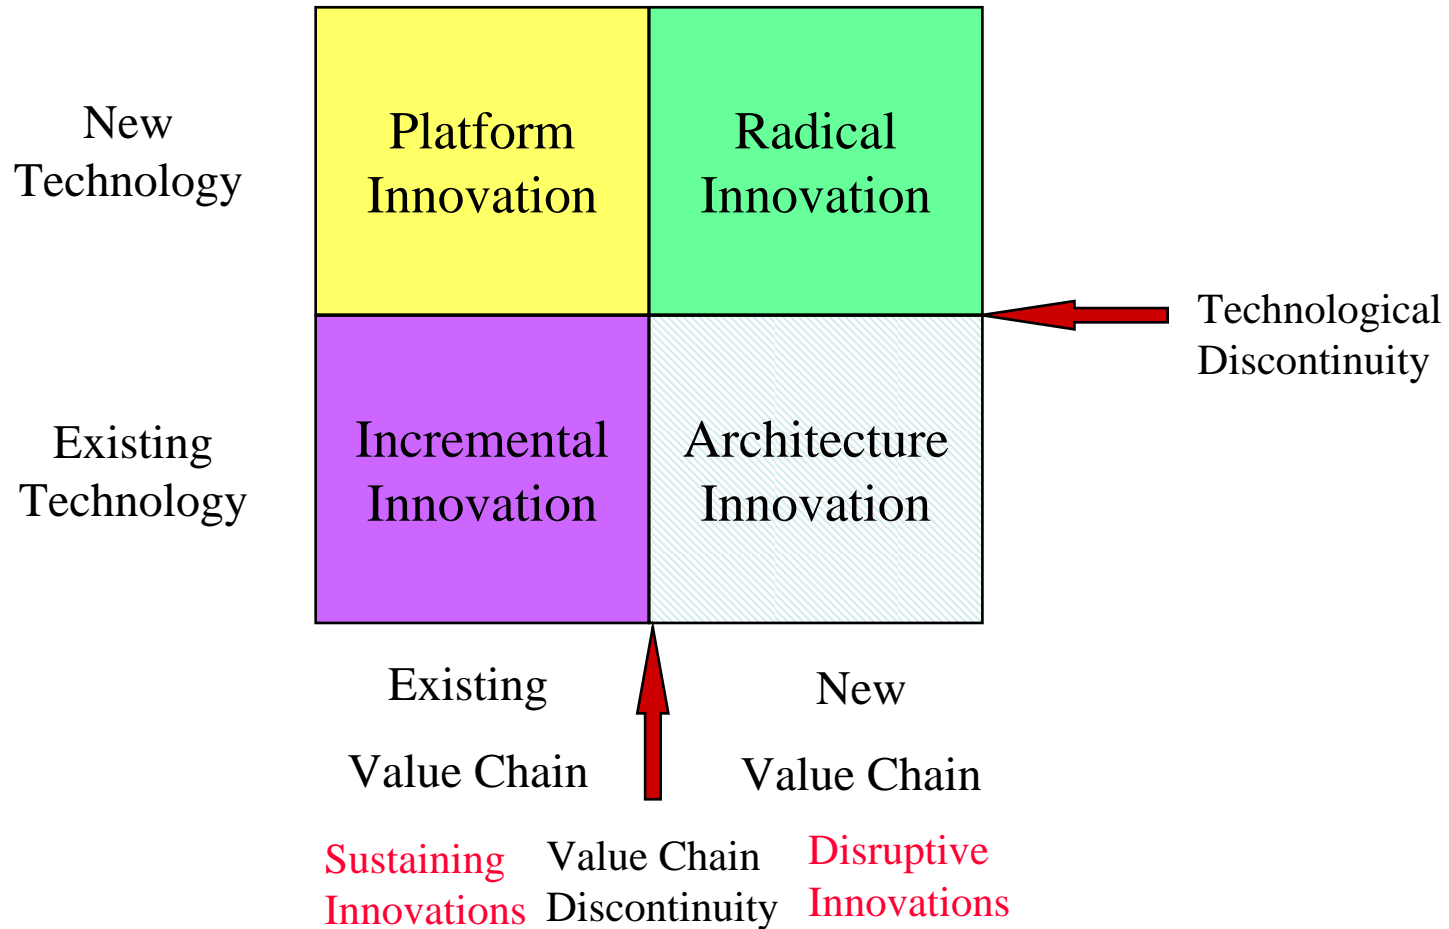 New
Technology
Platform
Innovation
Radical
Innovation
Technological
Discontinuity
Existing
Technology
Incremental
Innovation
Architecture
Innovation
Existing
Value Chain
New
Value Chain
Sustaining
Innovations
Value Chain
Discontinuity
Disruptive
Innovations